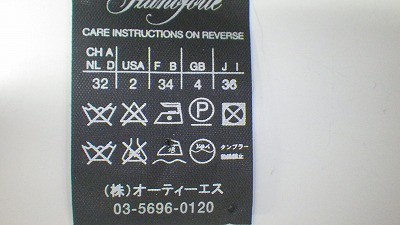 Pianoforte
CARE INSTRUCTIONS ON REVERSE
CH A USA F B GB J I
NL D
32 2 34 4 36
P
タンブラー
(株)オーティーエス
03-5696-0120